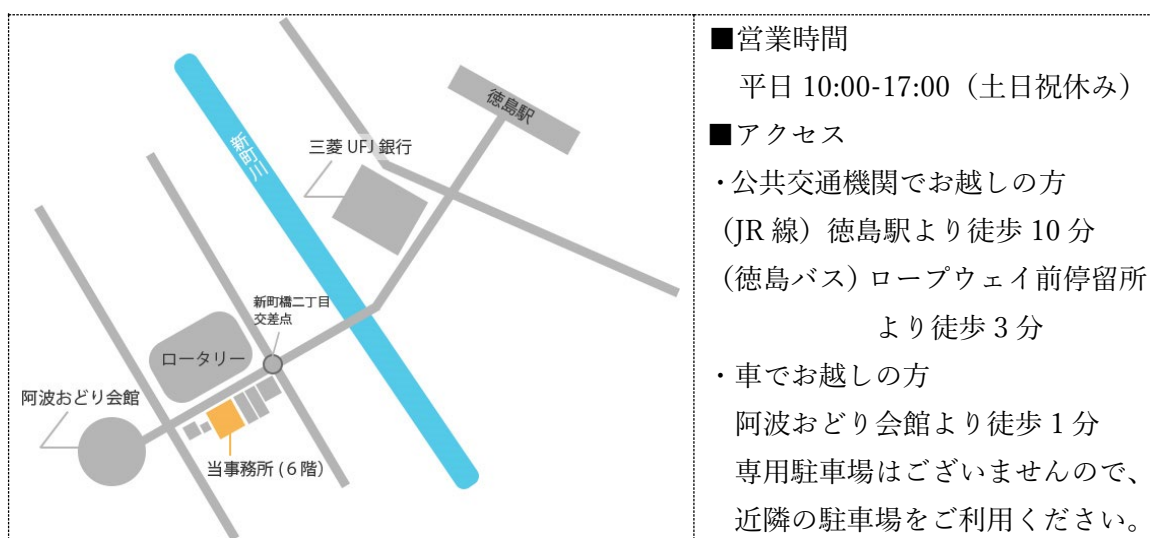 徳島駅
新町川
三菱 UFJ 銀行
新町橋二丁目
交差点
ロータリー
阿波おどり会館
当事務所 (6 階)
■営業時間
平日 10:00-17:00（土日祝休み）
■アクセス
・公共交通機関でお越しの方
（JR 線）徳島駅より徒歩 10 分
（徳島バス）ロープウェイ前停留所
より徒歩 3 分
・車でお越しの方
阿波おどり会館より徒歩 1 分
専用駐車場はございませんので、
近隣の駐車場をご利用ください。